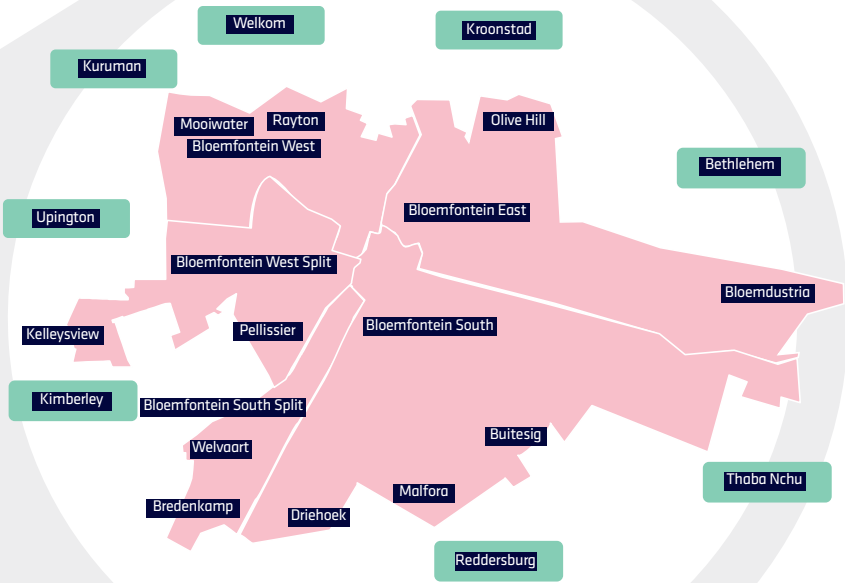 Welkom
Kroonstad
Kuruman
Mooiwater
Rayton
Olive Hill
Bloemfontein West
Bethlehem
Upington
Bloemfontein East
Bloemfontein West Split
Bloemdustria
Kelleysview
Pellissier
Bloemfontein South
Kimberley
Bloemfontein South Split
Buitesig
Welvaart
Thaba Nchu
Malfora
Bredenkamp
Driehoek
Reddersburg